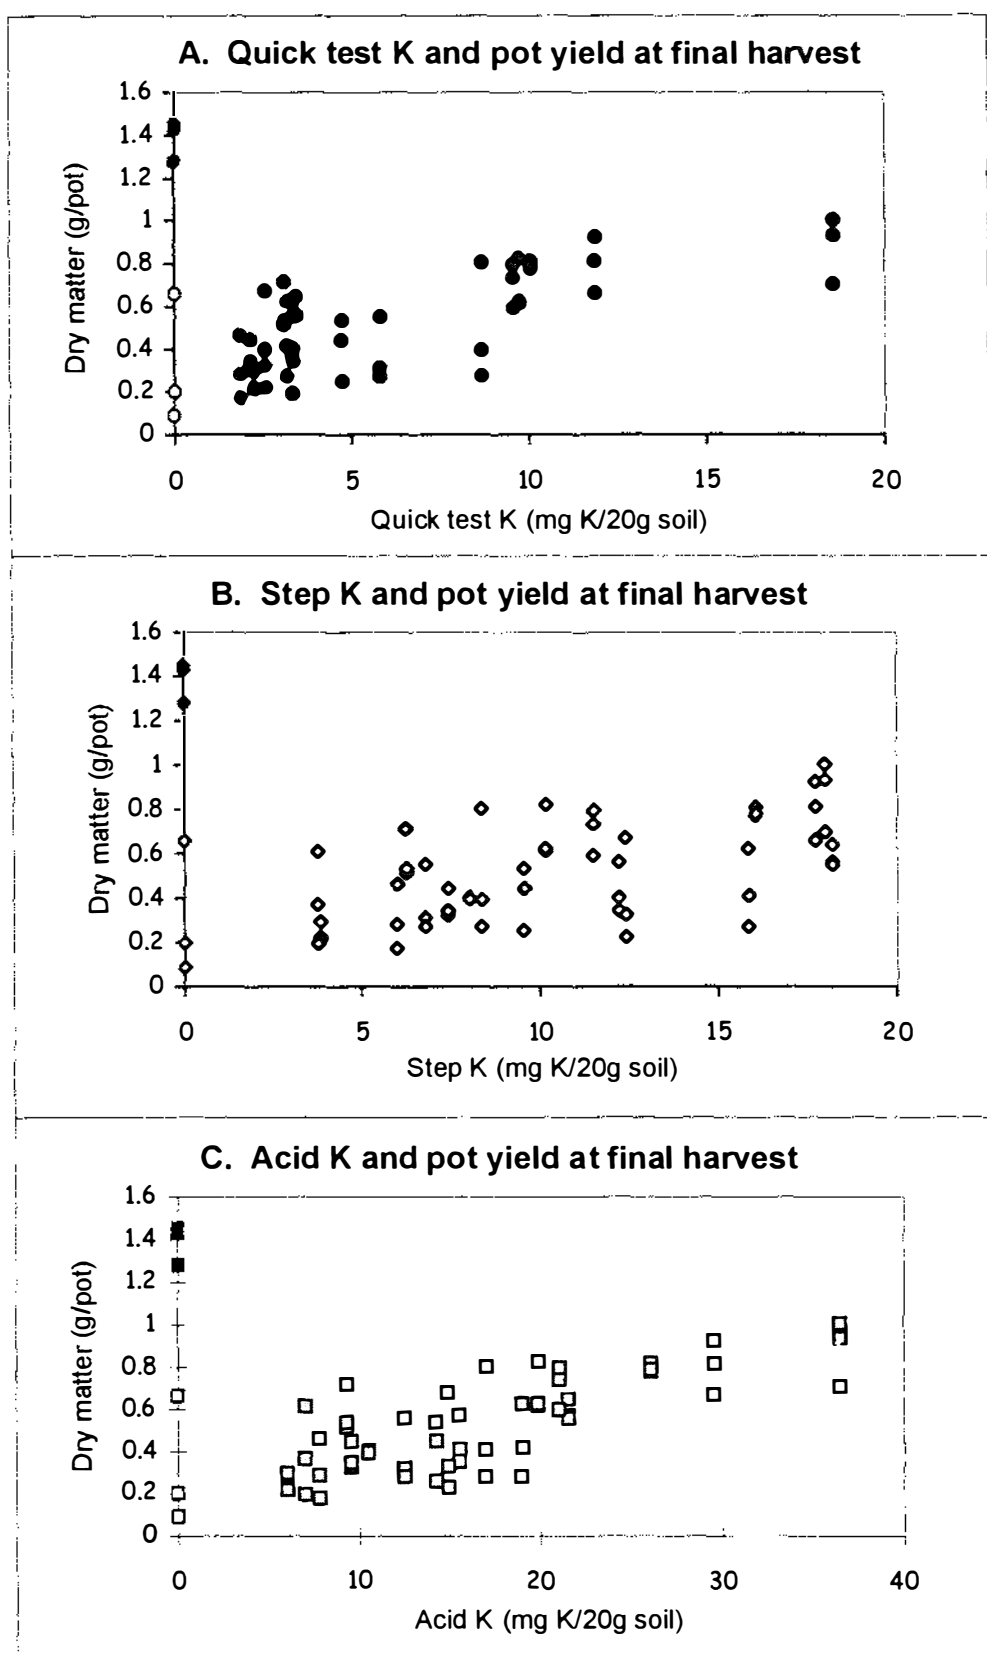 A. Quick test K and pot yield at final harvest
1.6
1.4
1.2
1
0.8
0.6
0.4
0.2
0
Dry matter (g/pot)
0 5 10 15 20
Quick test K (mg K/20g soil)
B. Step K and pot yield at final harvest
1.6
1.4
1.2
1
0.8
0.6
0.4
0.2
0
Dry matter (g/pot)
0 5 10 15 20
Step K (mg K/20g soil)
C. Acid K and pot yield at final harvest
1.6
1.4
1.2
1
0.8
0.6
0.4
0.2
0
Dry matter (g/pot)
0 10 20 30 40
Acid K (mg K/20g soil)